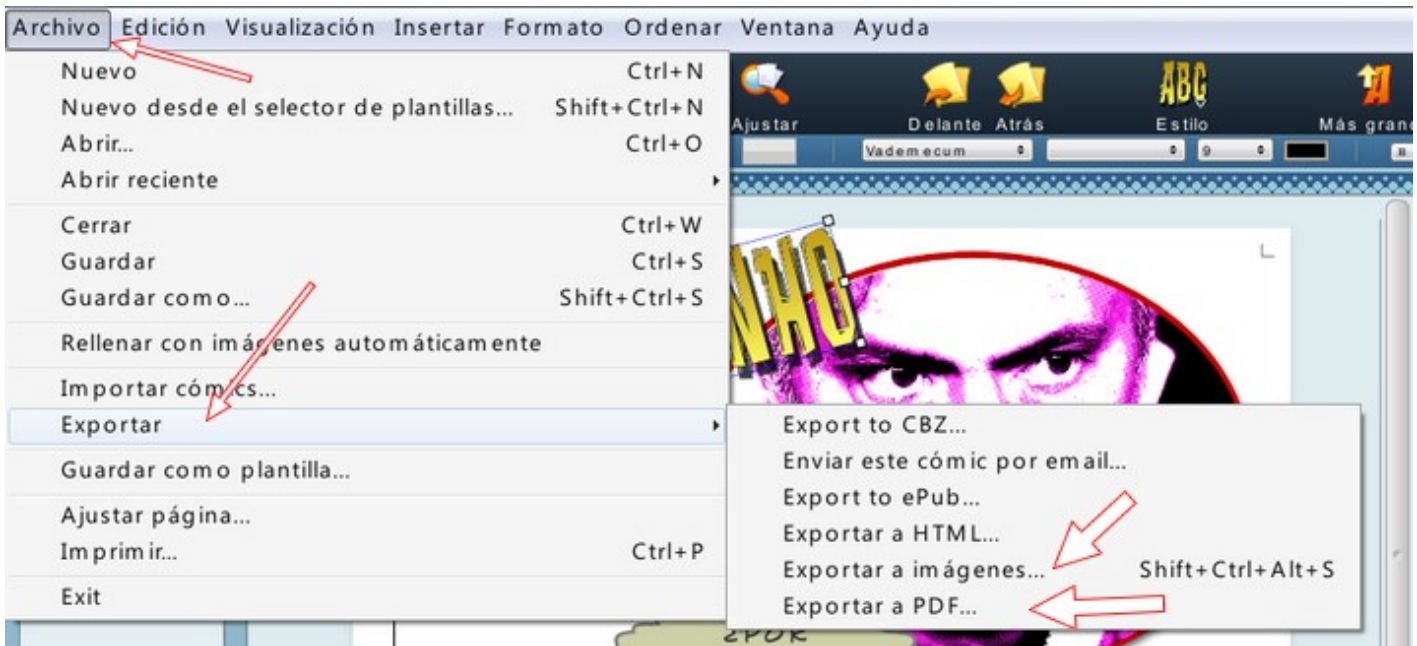 Archivo Edición Visualización Insertar Formato Ordenar Ventana Ayuda
Nuevo Ctrl+N
Nuevo desde el selector de plantillas... Shift+Ctrl+N
Abrir... Ctrl+O
Abrir reciente
Cerrar Ctrl+W
Guardar Ctrl+S
Guardar como... Shift+Ctrl+S
Rellenar con imágenes automáticamente
Importar cómics...
Exportar
Guardar como plantilla...
Ajustar página...
Imprimir... Ctrl+P
Exit
Ajustar Delante Atrás ABC Estilo Más gran
Vademecum 9
Export to CBZ...
Enviar este cómic por email...
Export to ePub...
Exportar a HTML...
Exportar a imágenes... Shift+Ctrl+Alt+S
Exportar a PDF...
¿POR